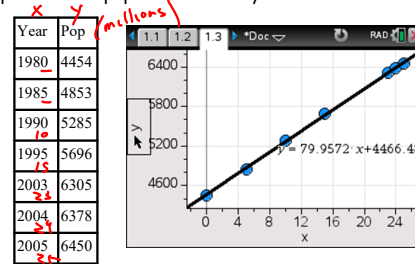 x y (millions)
Year Pop
1980 4454
1985 4853
1990 5285
10
1995 5696
15
2003 6305
23
2004 6378
24
2005 6450
25
1.1 1.2 1.3 *Doc RAD
6400
5800
5200
4600
y
y = 79.9572·x+4466.4
0 4 8 12 16 20 24
x